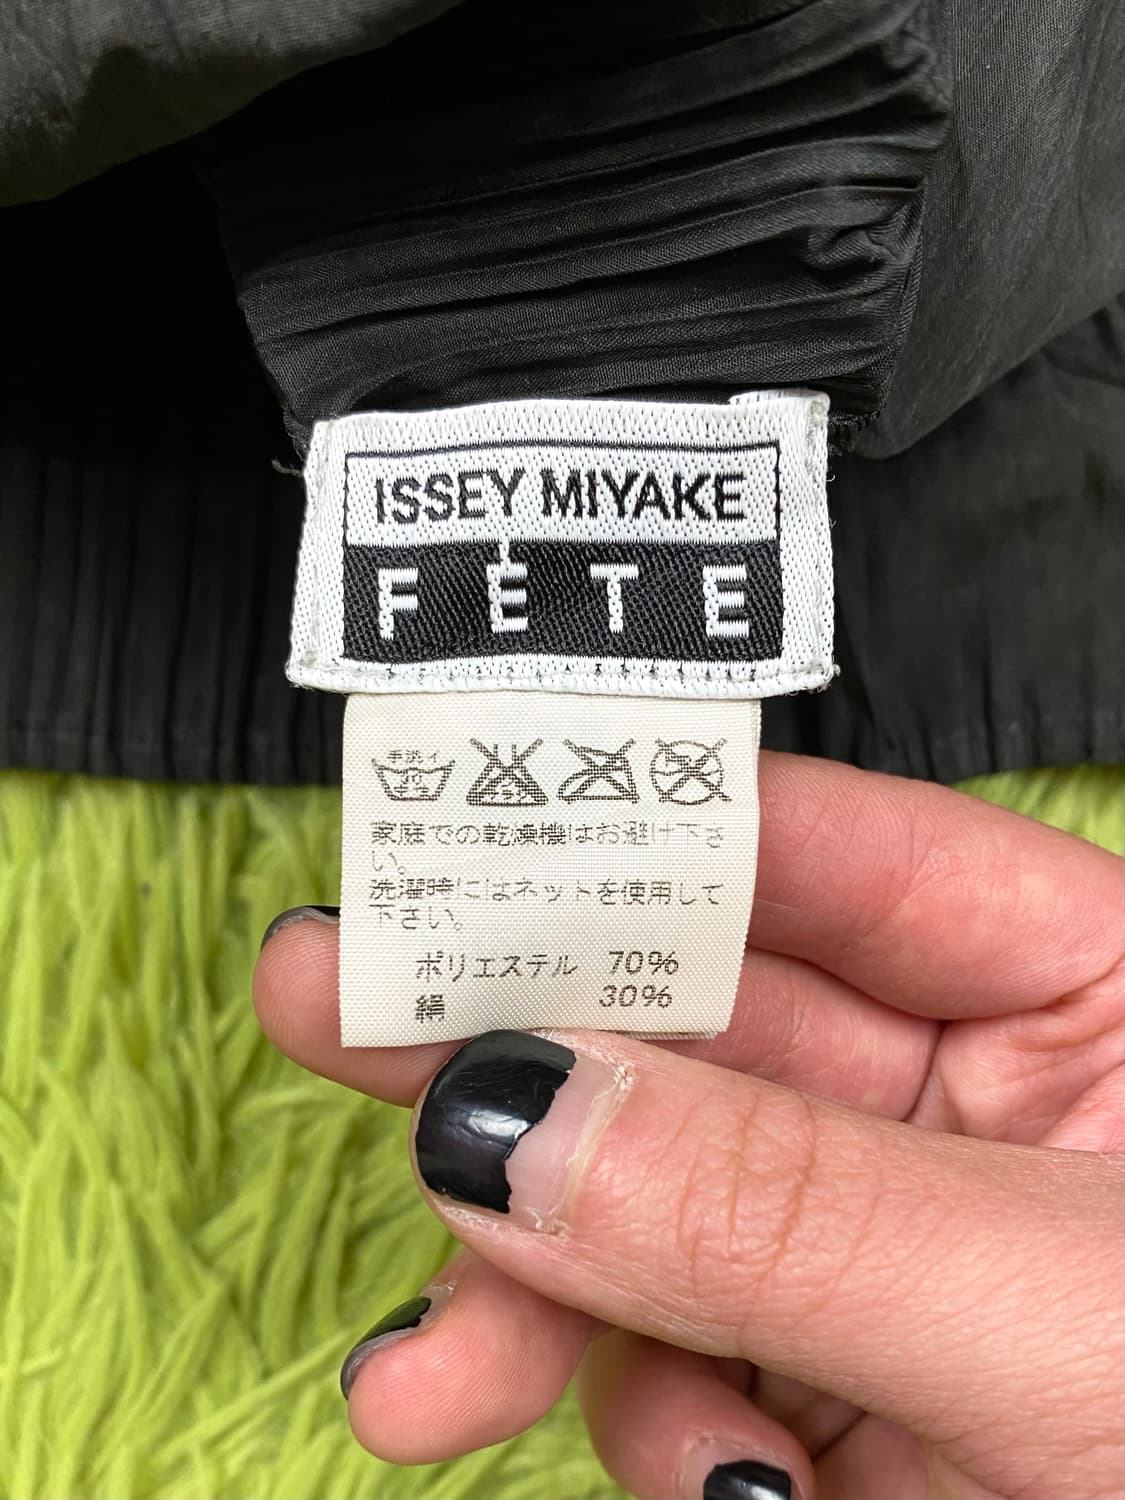 ISSEY MIYAKE
FÊTE
手洗イ
家庭での乾燥機はお避け下さ
い。
洗濯時にはネットを使用して
下さい。
ポリエステル 70%
絹 30%